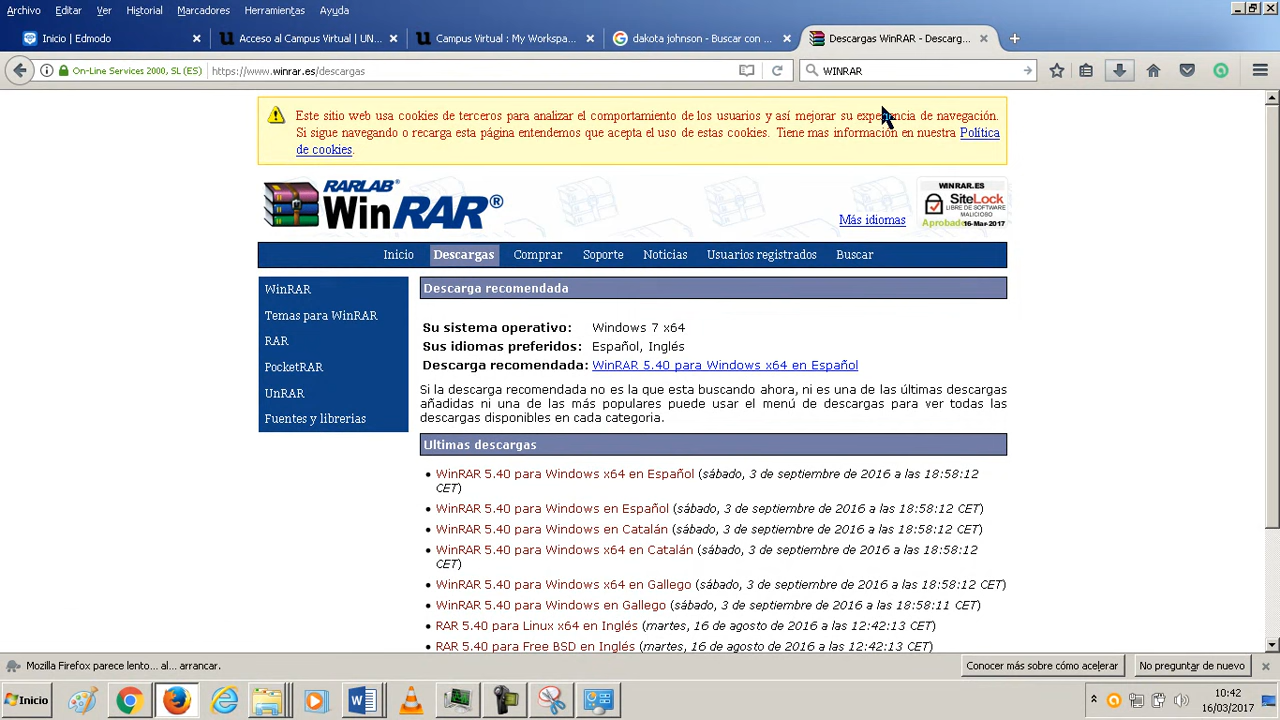 Archivo Editar Ver Historial Marcadores Herramientas Ayuda
Inicio | Edmodo
Acceso al Campus Virtual | UN...
Campus Virtual : My Workspa...
dakota johnson - Buscar con ...
Descargas WinRAR - Descarg...
On-Line Services 2000, SL (ES)
https://www.winrar.es/descargas
WINRAR
Este sitio web usa cookies de terceros para analizar el comportamiento de los usuarios y así mejorar su experiencia de navegación.
Si sigue navegando o recarga esta página entendemos que acepta el uso de estas cookies. Tiene mas información en nuestra Política
de cookies.
RARLAB®
WinRAR®
Más idiomas
WINRAR.ES
SiteLock
LIBRE DE SOFTWARE
MALICIOSO
Aprobado 16-Mar-2017
Inicio Descargas Comprar Soporte Noticias Usuarios registrados Buscar
WinRAR
Temas para WinRAR
RAR
PocketRAR
UnRAR
Fuentes y librerias
Descarga recomendada
Su sistema operativo: Windows 7 x64
Sus idiomas preferidos: Español, Inglés
Descarga recomendada: WinRAR 5.40 para Windows x64 en Español
Si la descarga recomendada no es la que esta buscando ahora, ni es una de las últimas descargas
añadidas ni una de las más populares puede usar el menú de descargas para ver todas las
descargas disponibles en cada categoria.
Ultimas descargas
• WinRAR 5.40 para Windows x64 en Español (sábado, 3 de septiembre de 2016 a las 18:58:12
CET)
• WinRAR 5.40 para Windows en Español (sábado, 3 de septiembre de 2016 a las 18:58:12 CET)
• WinRAR 5.40 para Windows en Catalán (sábado, 3 de septiembre de 2016 a las 18:58:12 CET)
• WinRAR 5.40 para Windows x64 en Catalán (sábado, 3 de septiembre de 2016 a las 18:58:12
CET)
• WinRAR 5.40 para Windows x64 en Gallego (sábado, 3 de septiembre de 2016 a las 18:58:12 CET)
• WinRAR 5.40 para Windows en Gallego (sábado, 3 de septiembre de 2016 a las 18:58:11 CET)
• RAR 5.40 para Linux x64 en Inglés (martes, 16 de agosto de 2016 a las 12:42:13 CET)
• RAR 5.40 para Free BSD en Inglés (martes, 16 de agosto de 2016 a las 12:42:13 CET)
Mozilla Firefox parece lento... al... arrancar.
Conocer más sobre cómo acelerar
No preguntar de nuevo
Inicio
10:42
16/03/2017